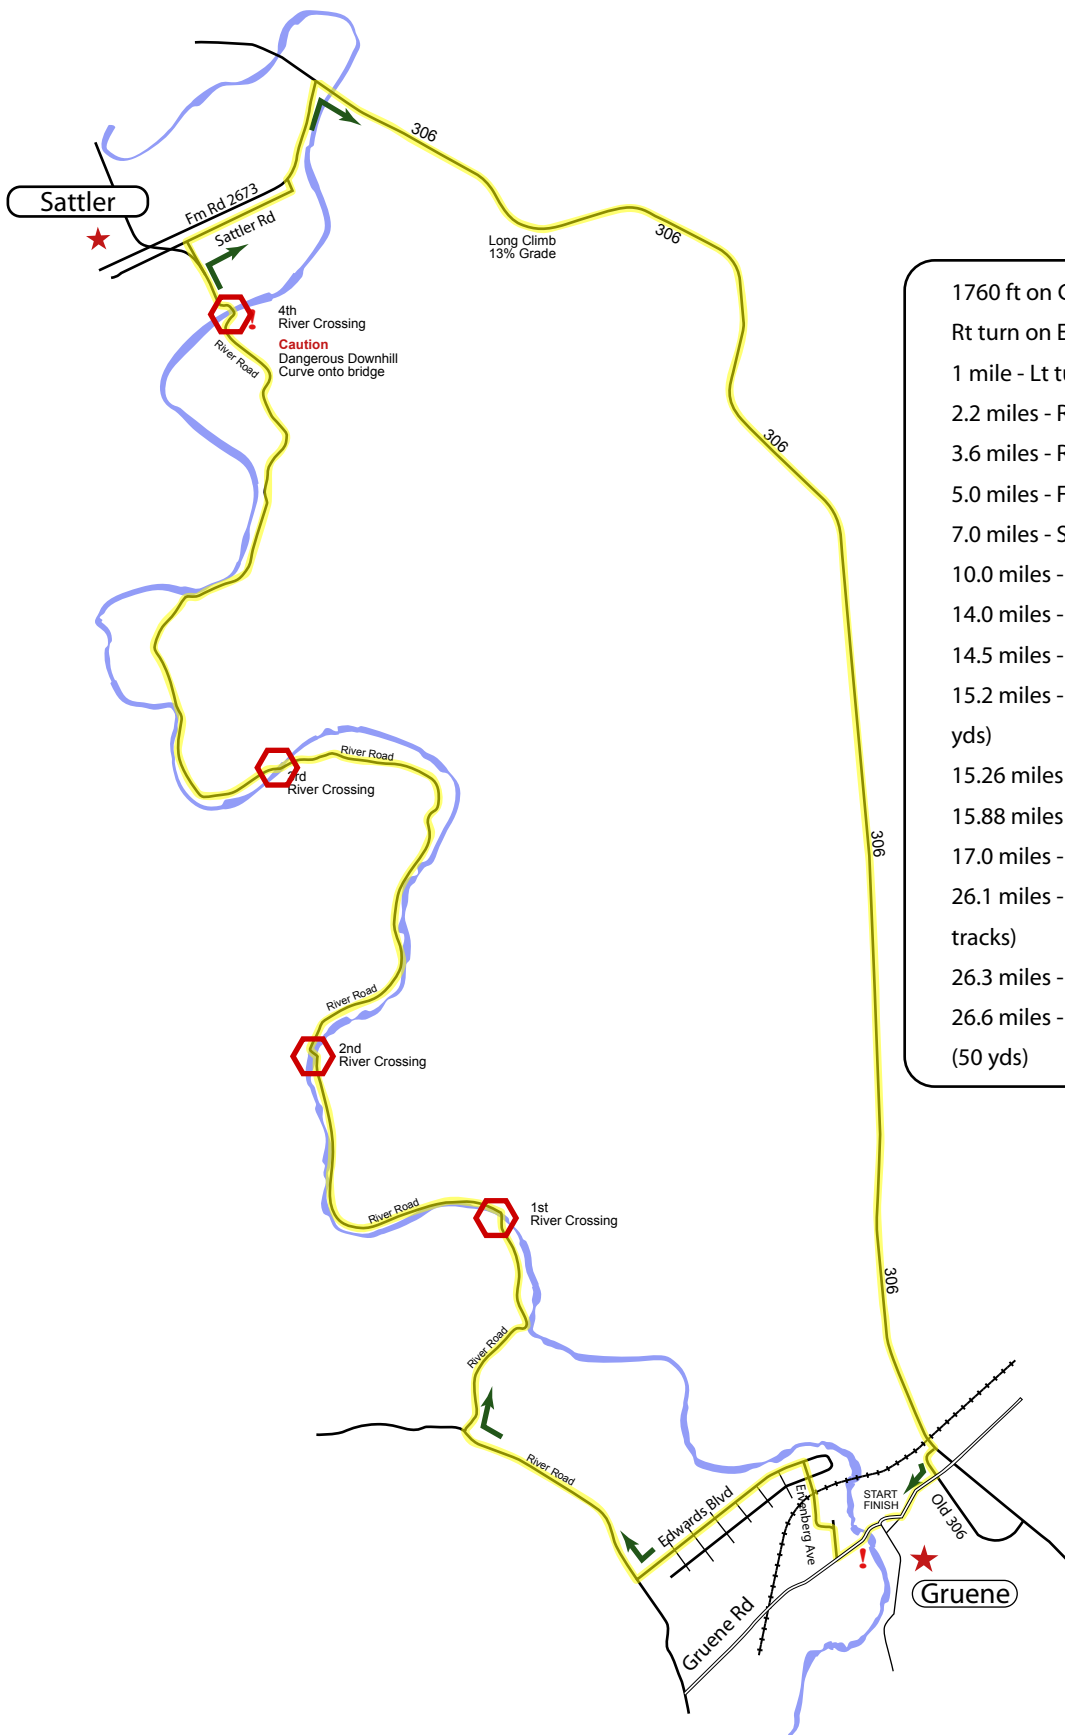 306
Sattler
Fm Rd 2673
Sattler Rd
306
Long Climb
13% Grade
4th
River Crossing
Caution
Dangerous Downhill
Curve onto bridge
!
River Road
306
3rd
River Crossing
River Road
306
River Road
2nd
River Crossing
River Road
1st
River Crossing
306
River Road
River Road
Edwards Blvd
Ervenberg Ave
START
FINISH
Old 306
!
Gruene
Gruene Rd
1760 ft on
Rt turn on
1 mile - Lt
2.2 miles -
3.6 miles -
5.0 miles -
7.0 miles -
10.0 miles -
14.0 miles -
14.5 miles -
15.2 miles -
yds)
15.26 miles
15.88 miles
17.0 miles -
26.1 miles -
tracks)
26.3 miles -
26.6 miles -
(50 yds)